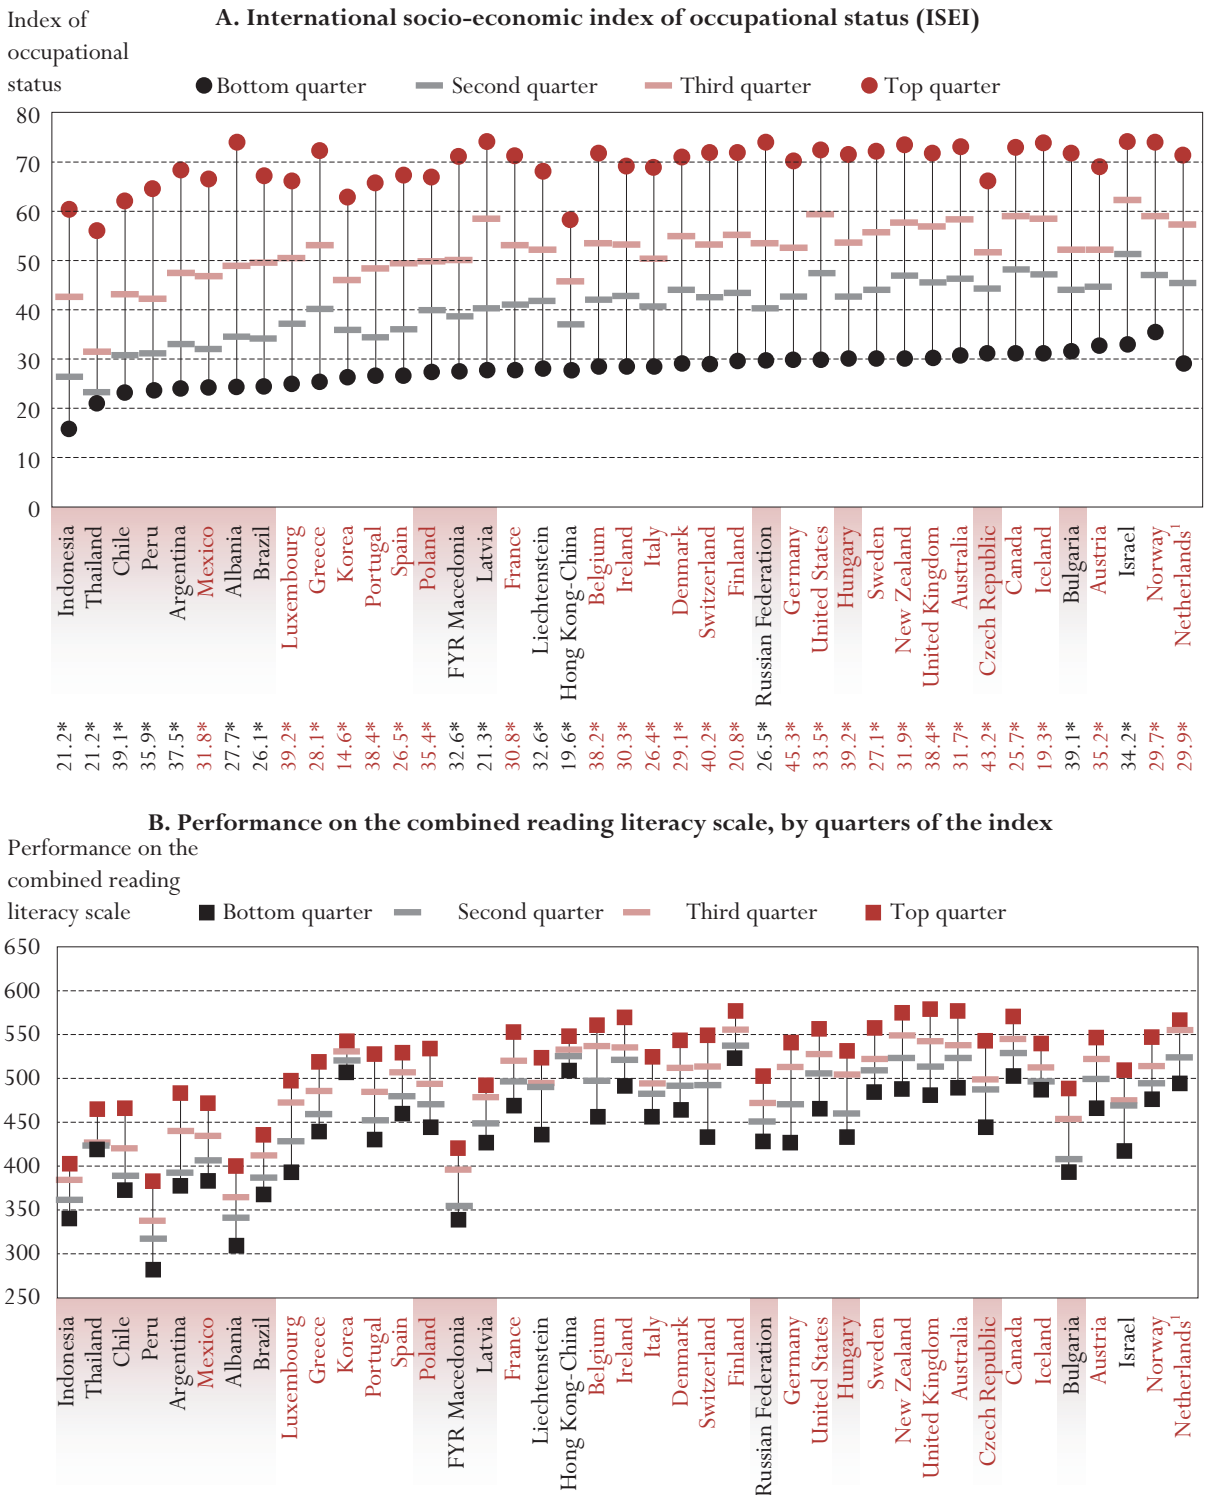 A. International socio-economic index of occupational status (ISEI)
Index of
occupational
status
Bottom quarter Second quarter Third quarter Top quarter
80
70
60
50
40
30
20
10
0
Indonesia
Thailand
Chile
Peru
Argentina
Mexico
Albania
Brazil
Luxembourg
Greece
Korea
Portugal
Spain
Poland
FYR Macedonia
Latvia
France
Liechtenstein
Hong Kong-China
Belgium
Ireland
Italy
Denmark
Switzerland
Finland
Russian Federation
Germany
United States
Hungary
Sweden
New Zealand
United Kingdom
Australia
Czech Republic
Canada
Iceland
Bulgaria
Austria
Israel
Norway
Netherlands¹
21.2*
21.2*
39.1*
35.9*
37.5*
31.8*
27.7*
26.1*
39.2*
28.1*
14.6*
38.4*
26.5*
35.4*
32.6*
21.3*
30.8*
32.6*
19.6*
38.2*
30.3*
26.4*
29.1*
40.2*
20.8*
26.5*
45.3*
33.5*
39.2*
27.1*
31.9*
38.4*
31.7*
43.2*
25.7*
19.3*
39.1*
35.2*
34.2*
29.7*
29.9*
B. Performance on the combined reading literacy scale, by quarters of the index
Performance on the
combined reading
literacy scale
Bottom quarter Second quarter Third quarter Top quarter
650
600
550
500
450
400
350
300
250
Indonesia
Thailand
Chile
Peru
Argentina
Mexico
Albania
Brazil
Luxembourg
Greece
Korea
Portugal
Spain
Poland
FYR Macedonia
Latvia
France
Liechtenstein
Hong Kong-China
Belgium
Ireland
Italy
Denmark
Switzerland
Finland
Russian Federation
Germany
United States
Hungary
Sweden
New Zealand
United Kingdom
Australia
Czech Republic
Canada
Iceland
Bulgaria
Austria
Israel
Norway
Netherlands¹